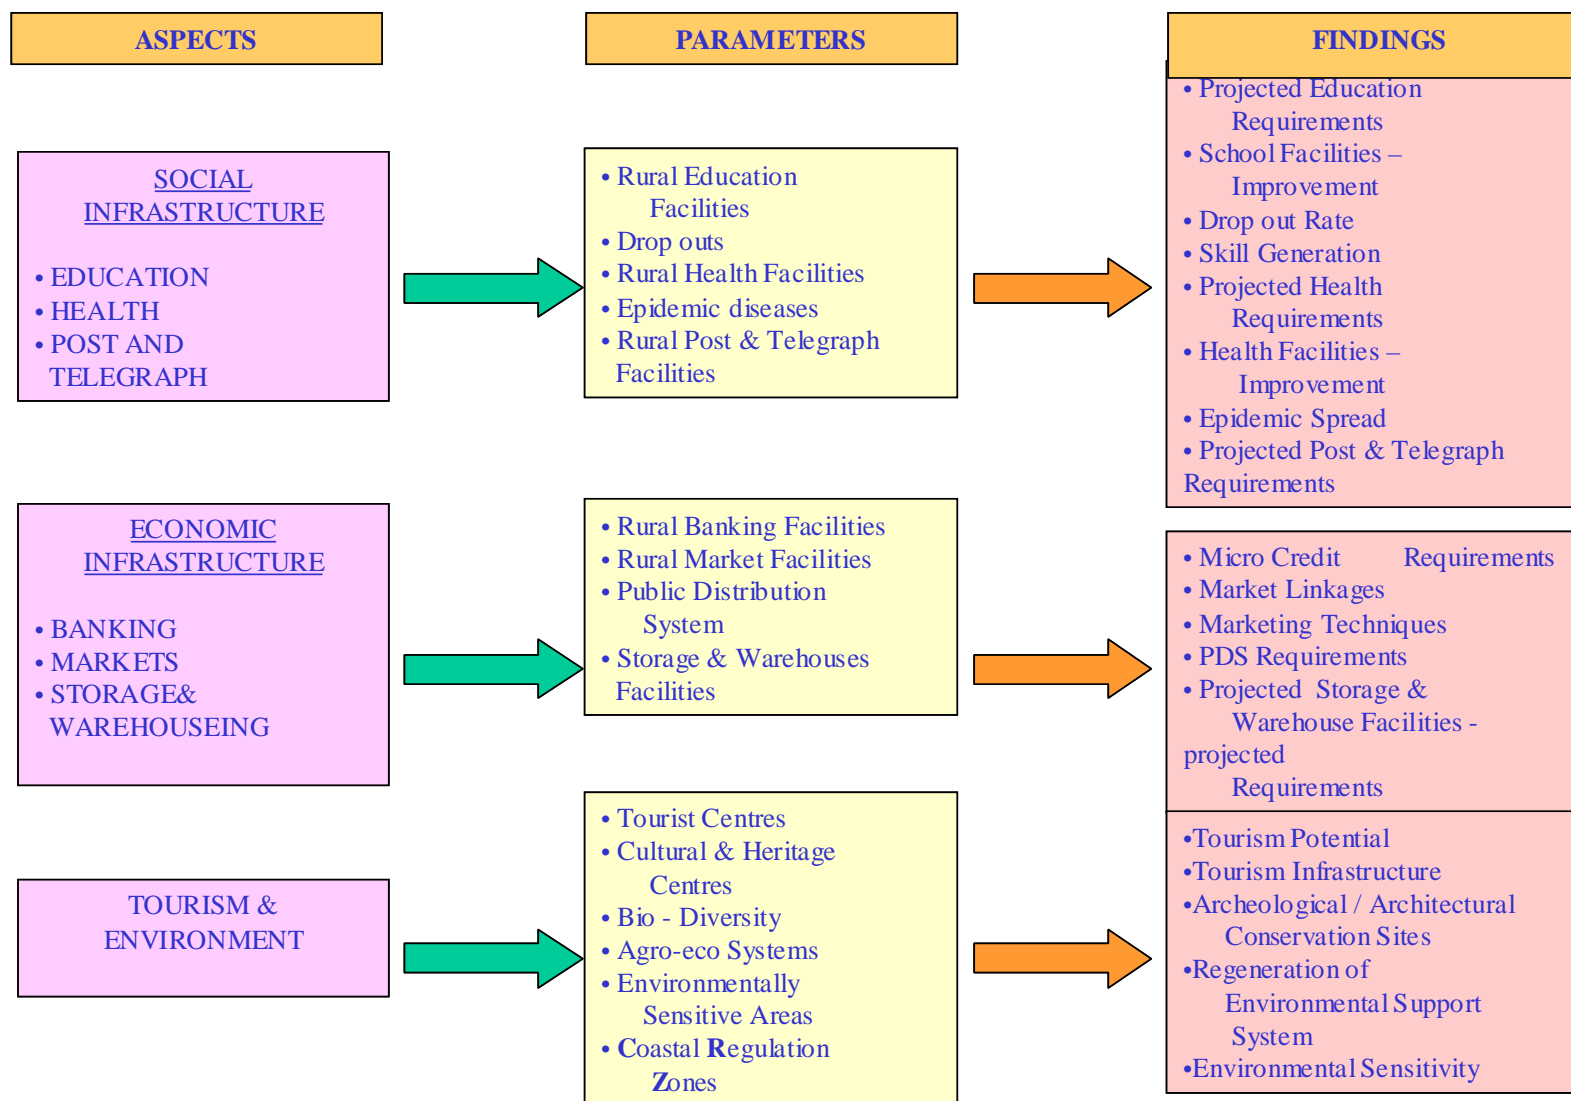 ASPECTS
PARAMETERS
FINDINGS
SOCIAL
INFRASTRUCTURE
• EDUCATION
• HEALTH
• POST AND
TELEGRAPH
• Rural Education
Facilities
• Drop outs
• Rural Health Facilities
• Epidemic diseases
• Rural Post & Telegraph
Facilities
• Projected Education
Requirements
• School Facilities –
Improvement
• Drop out Rate
• Skill Generation
• Projected Health
Requirements
• Health Facilities –
Improvement
• Epidemic Spread
• Projected Post & Telegraph
Requirements
ECONOMIC
INFRASTRUCTURE
• BANKING
• MARKETS
• STORAGE&
WAREHOUSEING
• Rural Banking Facilities
• Rural Market Facilities
• Public Distribution
System
• Storage & Warehouses
Facilities
• Micro Credit Requirements
• Market Linkages
• Marketing Techniques
• PDS Requirements
• Projected Storage &
Warehouse Facilities -
projected
Requirements
TOURISM &
ENVIRONMENT
• Tourist Centres
• Cultural & Heritage
Centres
• Bio - Diversity
• Agro-eco Systems
• Environmentally
Sensitive Areas
• Coastal Regulation
Zones
•Tourism Potential
•Tourism Infrastructure
•Archeological / Architectural
Conservation Sites
•Regeneration of
Environmental Support
System
•Environmental Sensitivity